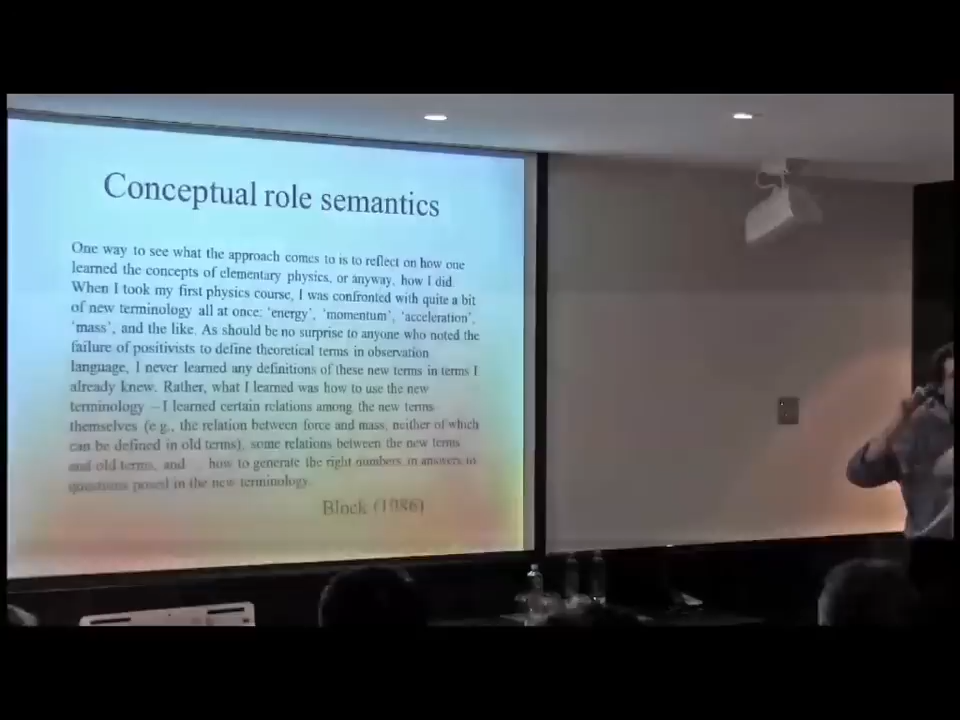 Conceptual role semantics
One way to see what the approach comes to is to reflect on how one
learned the concepts of elementary physics, or anyway, how I did.
When I took my first physics course, I was confronted with quite a bit
of new terminology all at once: ‘energy’, ‘momentum’, ‘acceleration’,
‘mass’, and the like. As should be no surprise to anyone who noted the
failure of positivists to define theoretical terms in observation
language, I never learned any definitions of these new terms in terms I
already knew. Rather, what I learned was how to use the new
terminology – I learned certain relations among the new terms
themselves (e.g., the relation between force and mass, neither of which
can be defined in old terms), some relations between the new terms
and old terms, and ... how to generate the right numbers in answers to
questions posed in the new terminology.
Block (1986)